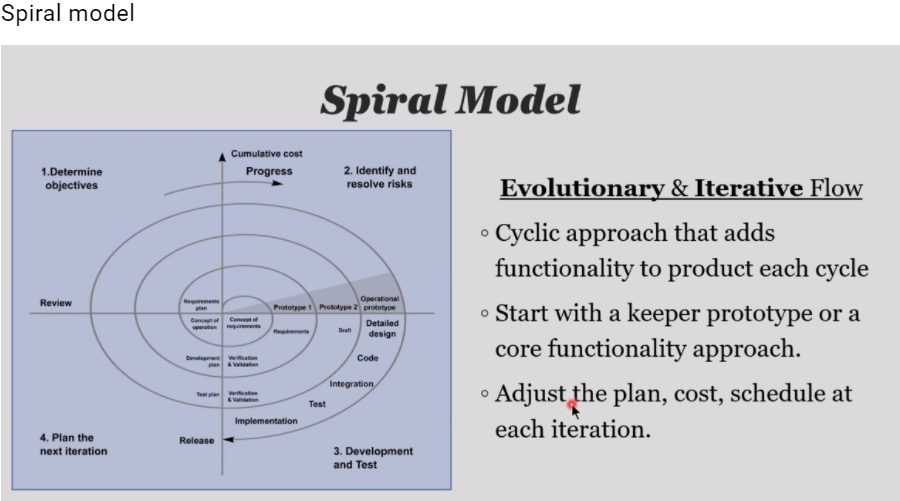 Spiral model
Spiral Model
Cumulative cost
Progress
1.Determine
objectives
2. Identify and
resolve risks
Review
Requirements
plan
Concept of
operation
Concept of
requirements
Prototype 1
Prototype 2
Operational
prototype
Requirements
Draft
Detailed
design
Development
plan
Verification
& Validation
Code
Integration
Test plan
Verification
& Validation
Test
Implementation
Release
4. Plan the
next iteration
3. Development
and Test
Evolutionary & Iterative Flow
◦ Cyclic approach that adds
functionality to product each cycle
◦ Start with a keeper prototype or a
core functionality approach.
◦ Adjust the plan, cost, schedule at
each iteration.